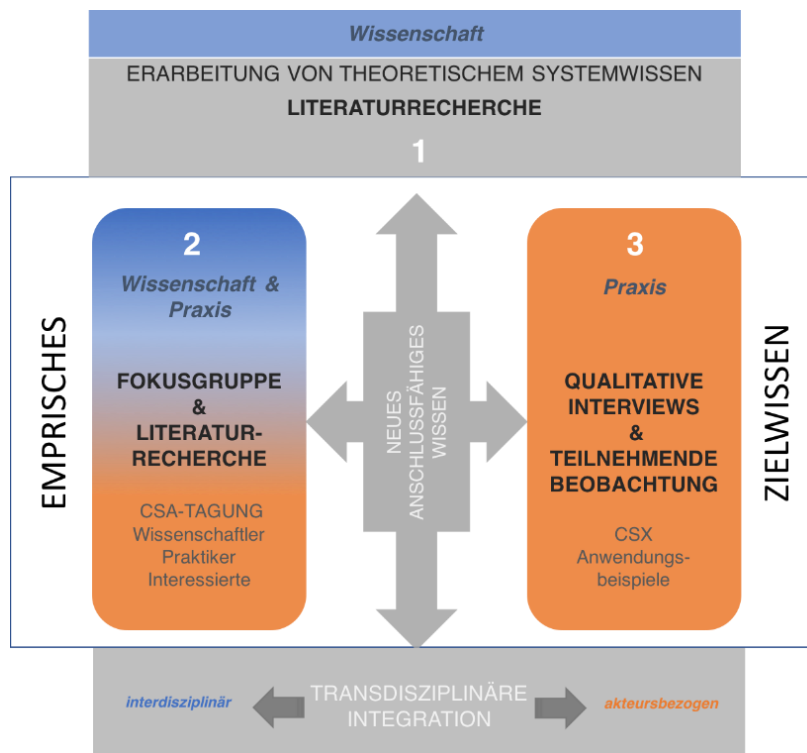 Wissenschaft
ERARBEITUNG VON THEORETISCHEM SYSTEMWISSEN
LITERATURRECHERCHE
1
EMPRISCHES
2
Wissenschaft &
Praxis
FOKUSGRUPPE
&
LITERATUR-
RECHERCHE
CSA-TAGUNG
Wissenschaftler
Praktiker
Interessierte
NEUES
ANSCHLUSSFÄHIGES
WISSEN
3
Praxis
QUALITATIVE
INTERVIEWS
&
TEILNEHMENDE
BEOBACHTUNG
CSX
Anwendungs-
beispiele
ZIELWISSEN
interdisziplinär
TRANSDISZIPLINÄRE
INTEGRATION
akteursbezogen